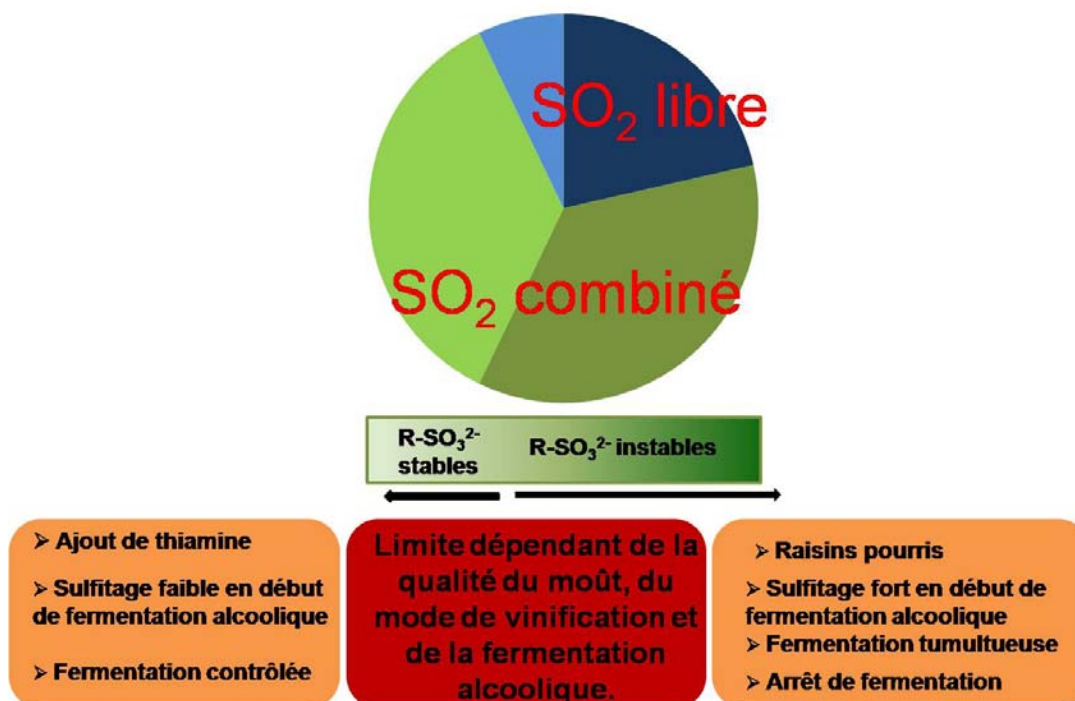 SO₂ libre
SO₂ combiné
R-SO₃²⁻
stables
R-SO₃²⁻ instables
➢ Ajout de thiamine
➢ Sulfitage faible en début
de fermentation alcoolique
➢ Fermentation contrôlée
Limite dépendant de la
qualité du moût, du
mode de vinification et
de la fermentation
alcoolique.
➢ Raisins pourris
➢ Sulfitage fort en début de
fermentation alcoolique
➢ Fermentation tumultueuse
➢ Arrêt de fermentation